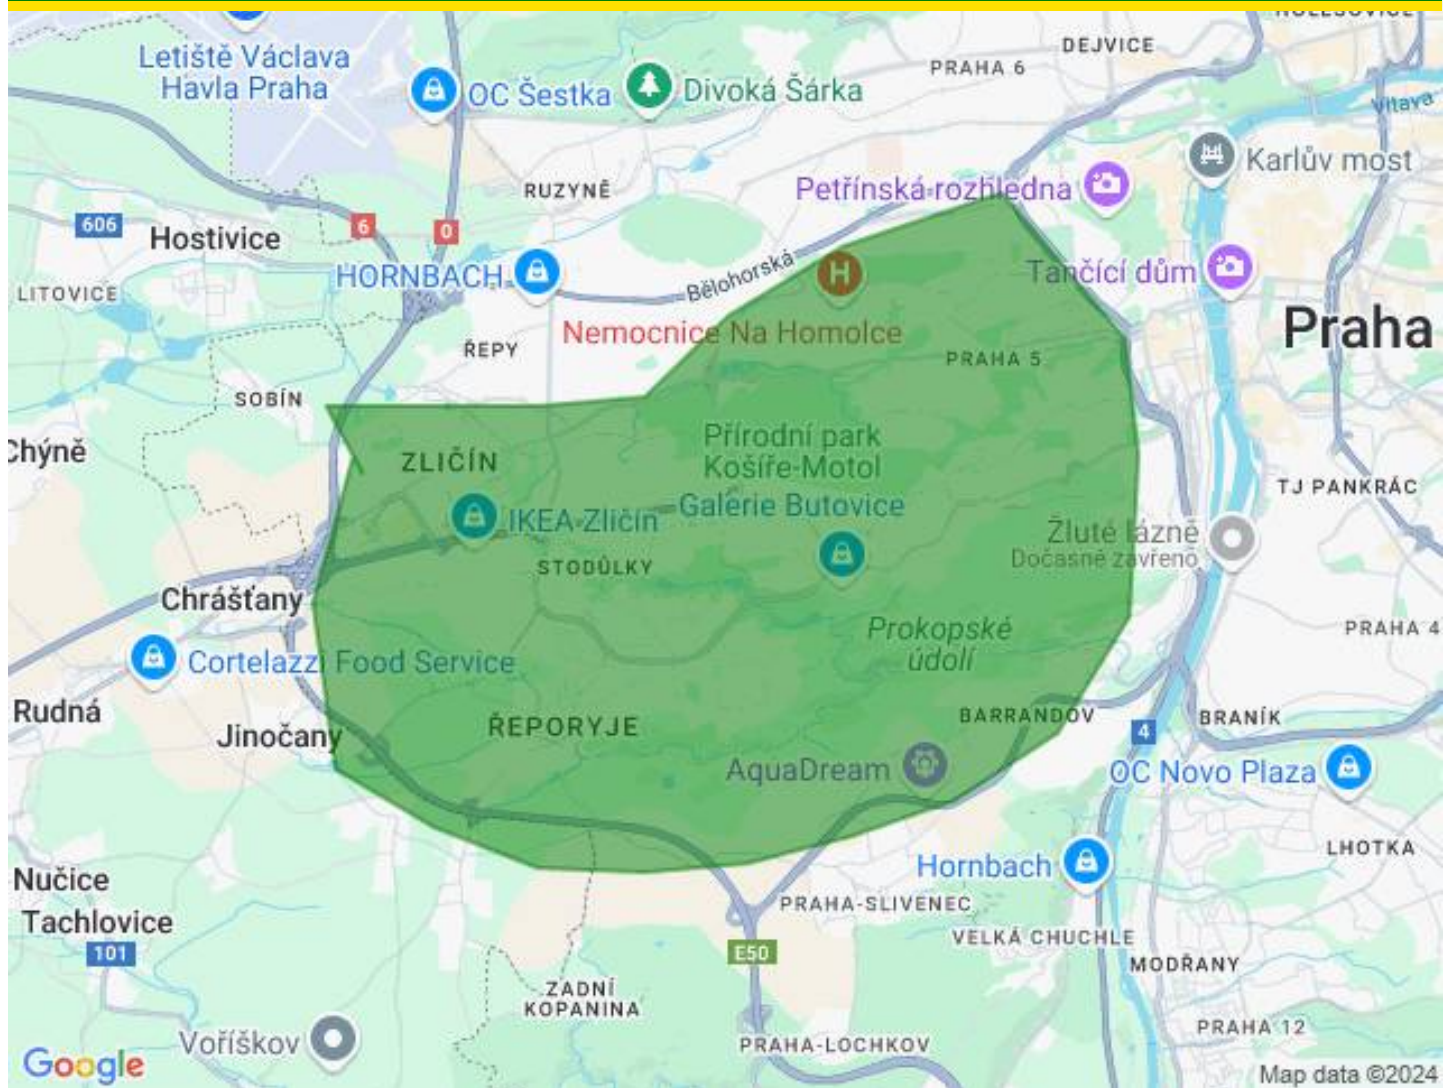 HOLEŠOVICE
DEJVICE
Letiště Václava
Havla Praha
PRAHA 6
OC Šestka
Divoká Šárka
Vltava
Karlův most
RUZYNĚ
Petřínská rozhledna
606
Hostivice
6
0
HORNBACH
Bělohorská
H
Tančící dům
LITOVICE
Nemocnice Na Homolce
Praha
ŘEPY
PRAHA 5
SOBÍN
Chýně
ZLIČÍN
Přírodní park
Košíře-Motol
TJ PANKRÁC
IKEA Zličín
Galerie Butovice
Žluté lázně
Dočasně zavřeno
STODŮLKY
Chrášťany
Prokopské
údolí
PRAHA 4
Cortelazzi Food Service
Rudná
Jinočany
ŘEPORYJE
BARRANDOV
4
BRANÍK
AquaDream
OC Novo Plaza
LHOTKA
Nučice
Hornbach
Tachlovice
101
PRAHA-SLIVENEC
E50
VELKÁ CHUCHLE
MODŘANY
ZADNÍ
KOPANINA
PRAHA 12
Voříškov
PRAHA-LOCHKOV
Google
Map data ©2024